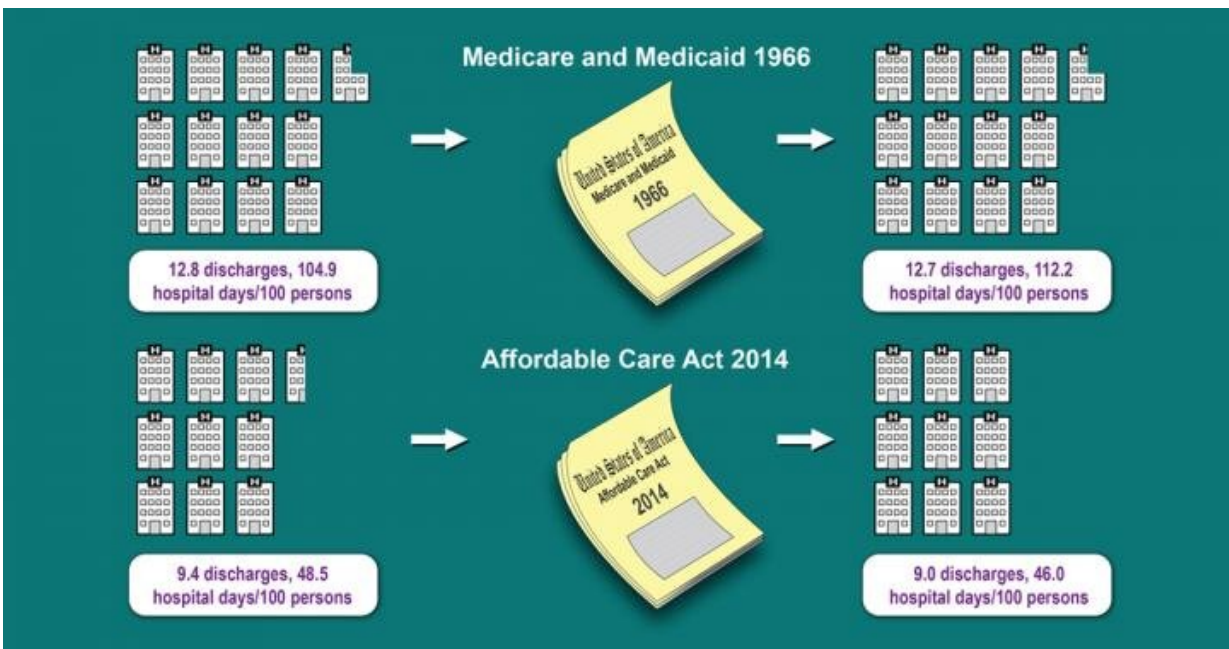 Medicare and Medicaid 1966
United States of America
Medicare and Medicaid
1966
12.8 discharges, 104.9
hospital days/100 persons
12.7 discharges, 112.2
hospital days/100 persons
Affordable Care Act 2014
United States of America
Affordable Care Act
2014
9.4 discharges, 48.5
hospital days/100 persons
9.0 discharges, 46.0
hospital days/100 persons